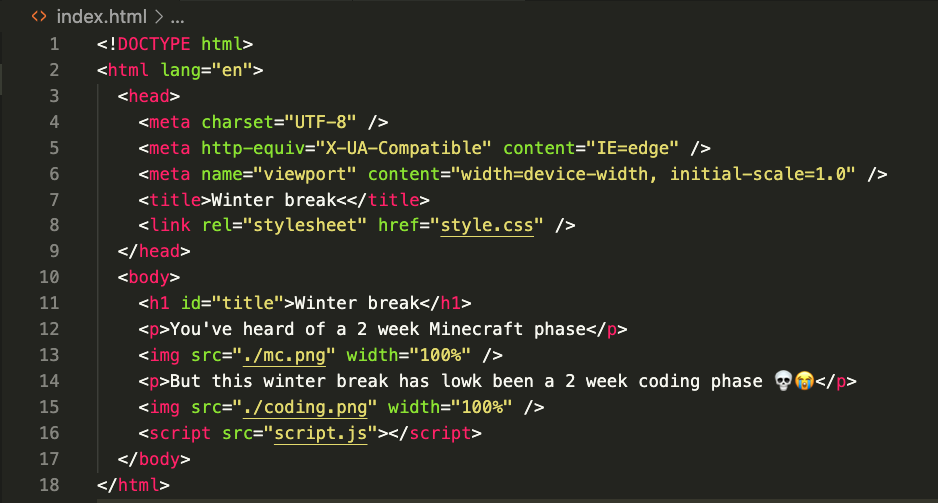 <> index.html > ...
1 <!DOCTYPE html>
2 <html lang="en">
3 <head>
4 <meta charset="UTF-8" />
5 <meta http-equiv="X-UA-Compatible" content="IE=edge" />
6 <meta name="viewport" content="width=device-width, initial-scale=1.0" />
7 <title>Winter break<</title>
8 <link rel="stylesheet" href="style.css" />
9 </head>
10 <body>
11 <h1 id="title">Winter break</h1>
12 <p>You've heard of a 2 week Minecraft phase</p>
13 <img src="./mc.png" width="100%" />
14 <p>But this winter break has lowk been a 2 week coding phase 💀😭</p>
15 <img src="./coding.png" width="100%" />
16 <script src="script.js"></script>
17 </body>
18 </html>